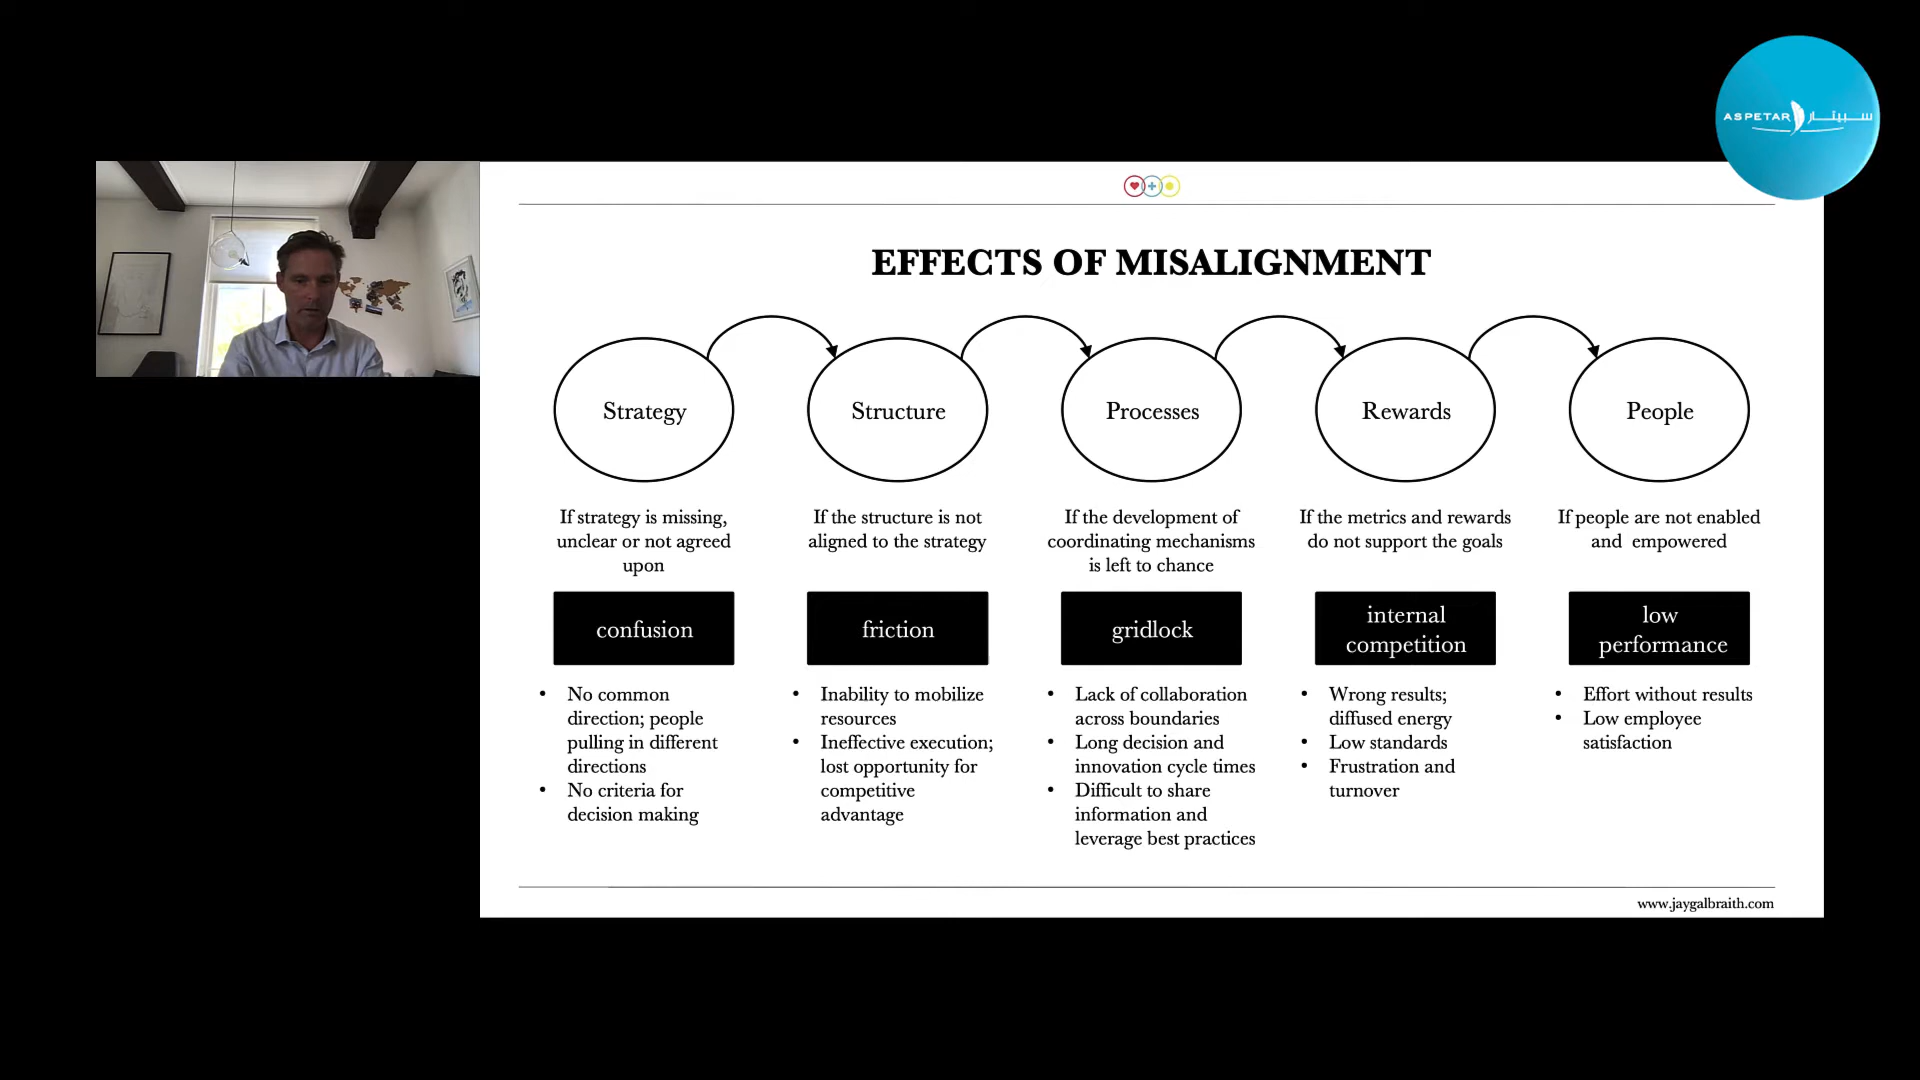 ASPETAR سبيتار
EFFECTS OF MISALIGNMENT
Strategy
Structure
Processes
Rewards
People
If strategy is missing,
unclear or not agreed
upon
If the structure is not
aligned to the strategy
If the development of
coordinating mechanisms
is left to chance
If the metrics and rewards
do not support the goals
If people are not enabled
and empowered
confusion
friction
gridlock
internal
competition
low
performance
• No common
direction; people
pulling in different
directions
• No criteria for
decision making
• Inability to mobilize
resources
• Ineffective execution;
lost opportunity for
competitive
advantage
• Lack of collaboration
across boundaries
• Long decision and
innovation cycle times
• Difficult to share
information and
leverage best practices
• Wrong results;
diffused energy
• Low standards
• Frustration and
turnover
• Effort without results
• Low employee
satisfaction
www.jaygalbraith.com